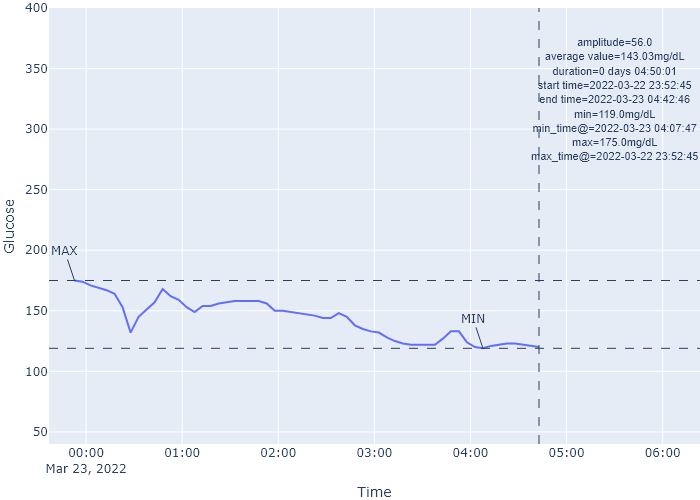 400
350
300
250
200
150
100
50
Glucose
amplitude=56.0
average value=143.03mg/dL
duration=0 days 04:50:01
start time=2022-03-22 23:52:45
end time=2022-03-23 04:42:46
min=119.0mg/dL
min_time@=2022-03-23 04:07:47
max=175.0mg/dL
max_time@=2022-03-22 23:52:45
MAX
MIN
00:00 01:00 02:00 03:00 04:00 05:00 06:00
Mar 23, 2022
Time